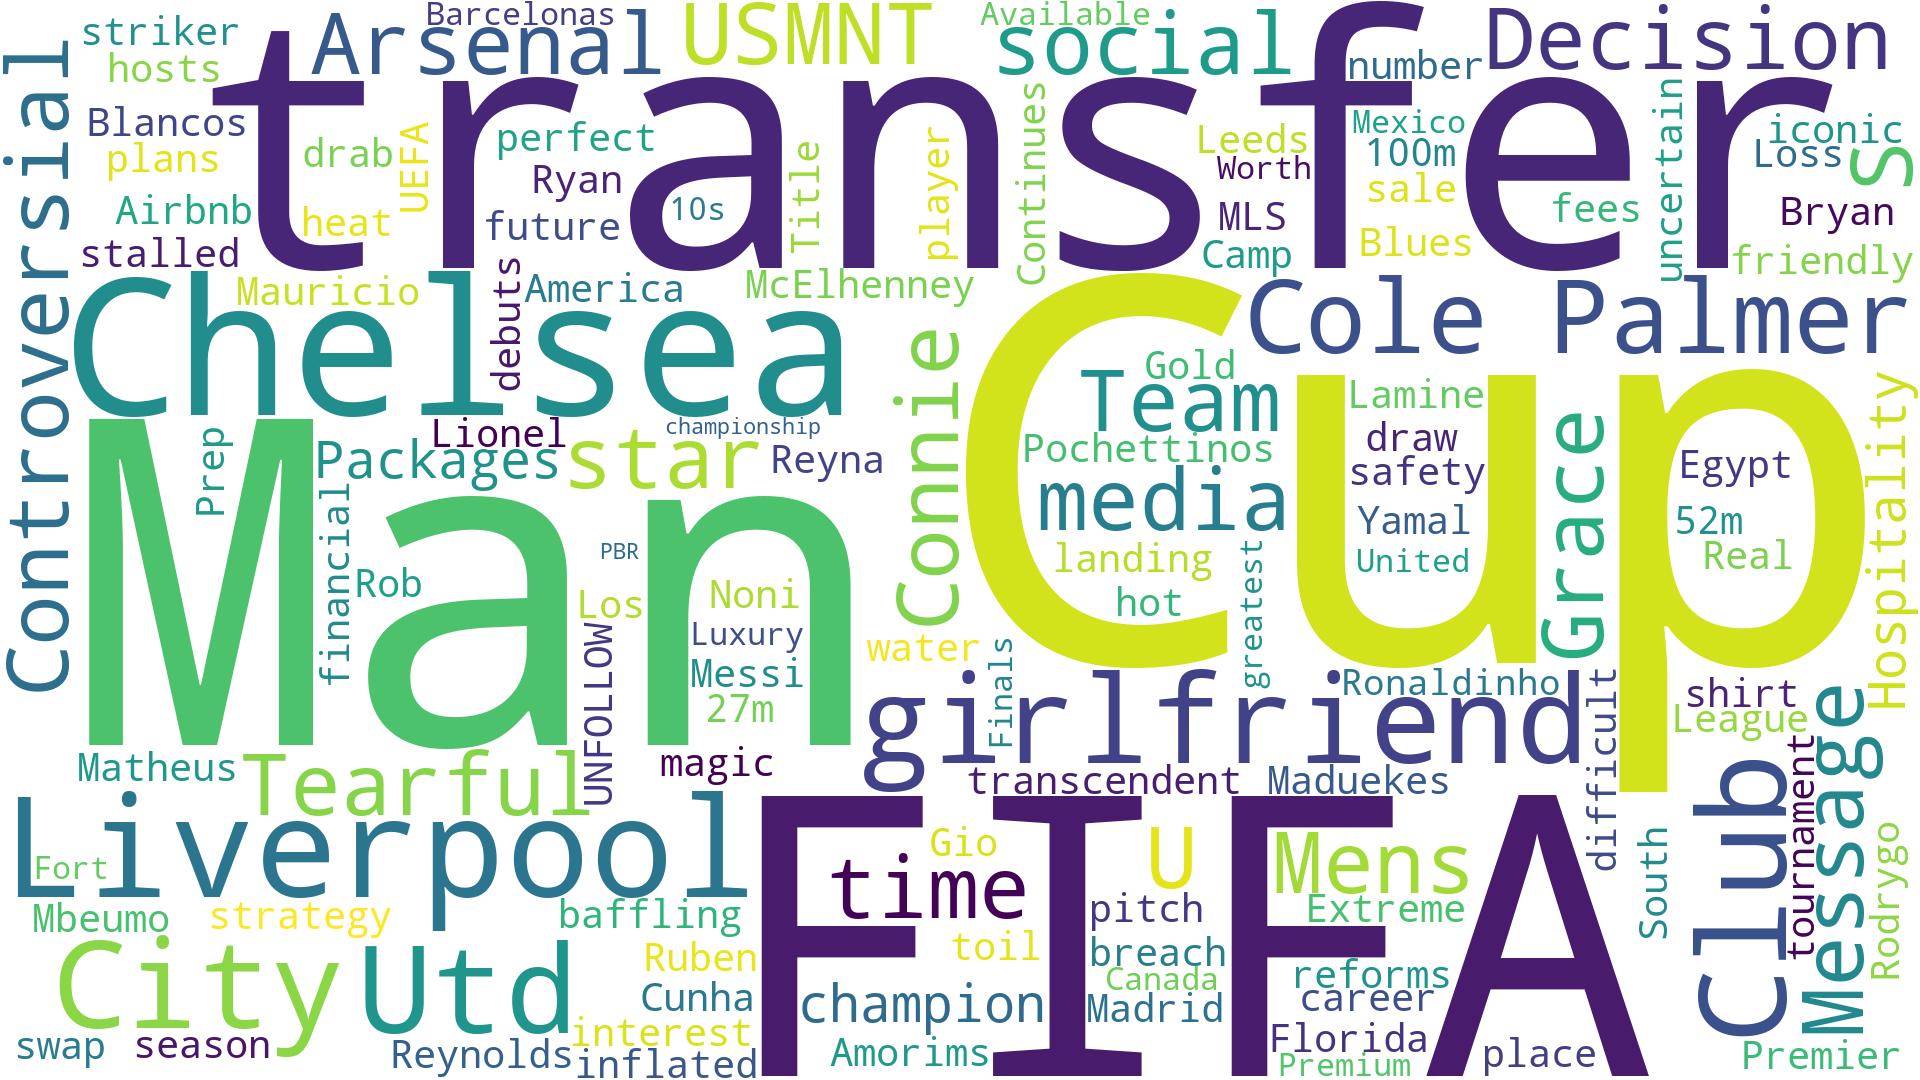 Barcelonas
Available
striker
Arsenal
USMNT
social
Decision
hosts
number
transfer
Controversial
Blancos
perfect
Continues
Mexico
uncertain
iconic
plans
drab
UEFA
Title
player
Leeds
100m
Loss
S
Ryan
Worth
sale
Airbnb
heat
future
10s
MLS
fees
Bryan
stalled
Camp
Blues
friendly
Mauricio
debuts
America
McElhenney
Chelsea
Cup
Cole Palmer
Connie
Gold
Team
Lamine
Grace
Hospitality
Man
Prep
Lionel
championship
Packages
star
Reyna
Pochettinos
draw
safety
Egypt
financial
media
Yamal
52m
PBR
landing
United
Real
Rob
Los
Noni
hot
greatest
UNFOLLOW
Luxury
water
Finals
Messi
27m
girlfriend
Ronaldinho
difficult
shirt
League
Message
Matheus
Tearful
magic
transcendent
Maduekes
Club
tournament
Liverpool
FIFA
Fort
Gio
time
U
Mens
South
Rodrygo
Mbeumo
strategy
baffling
pitch
Extreme
City
Utd
Ruben
toil
breach
Canada
reforms
Cunha
champion
Madrid
career
swap
season
interest
Reynolds
inflated
Amorims
Florida
Premium
place
Premier